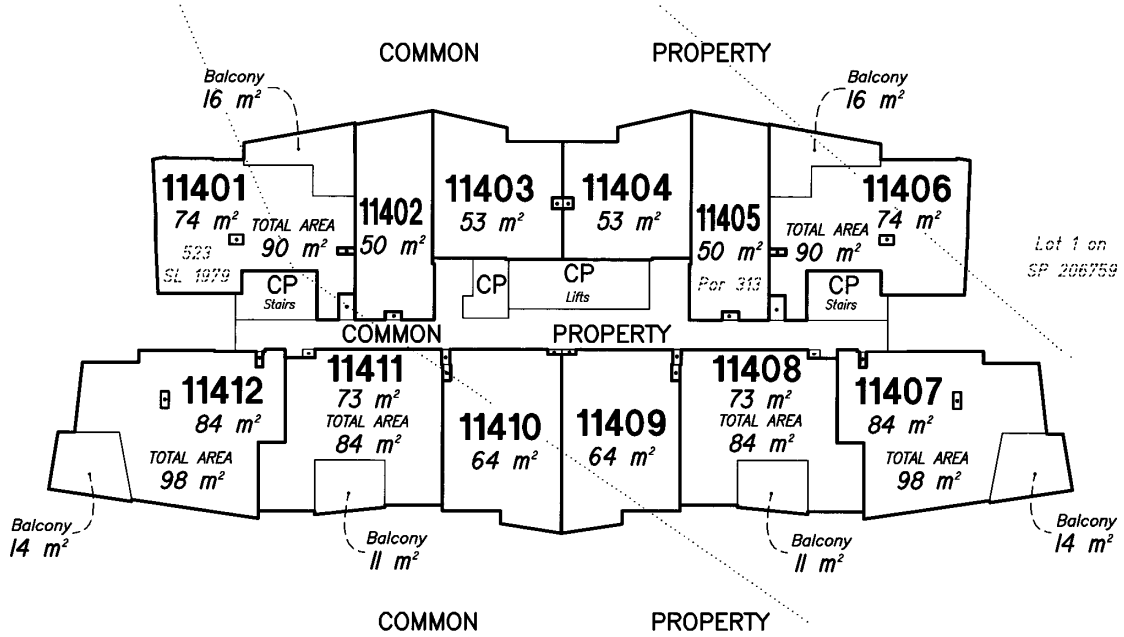 COMMON PROPERTY
Balcony
16 m²
Balcony
16 m²
11401
74 m²
TOTAL AREA
90 m²
523
SL 1979
11402
50 m²
11403
53 m²
11404
53 m²
11405
50 m²
Por 313
11406
74 m²
TOTAL AREA
90 m²
Lot 1 on
SP 206759
CP
Stairs
CP
CP
Lifts
CP
Stairs
COMMON PROPERTY
11412
84 m²
TOTAL AREA
98 m²
11411
73 m²
TOTAL AREA
84 m²
11410
64 m²
11409
64 m²
11408
73 m²
TOTAL AREA
84 m²
11407
84 m²
TOTAL AREA
98 m²
Balcony
14 m²
Balcony
11 m²
Balcony
11 m²
Balcony
14 m²
COMMON PROPERTY